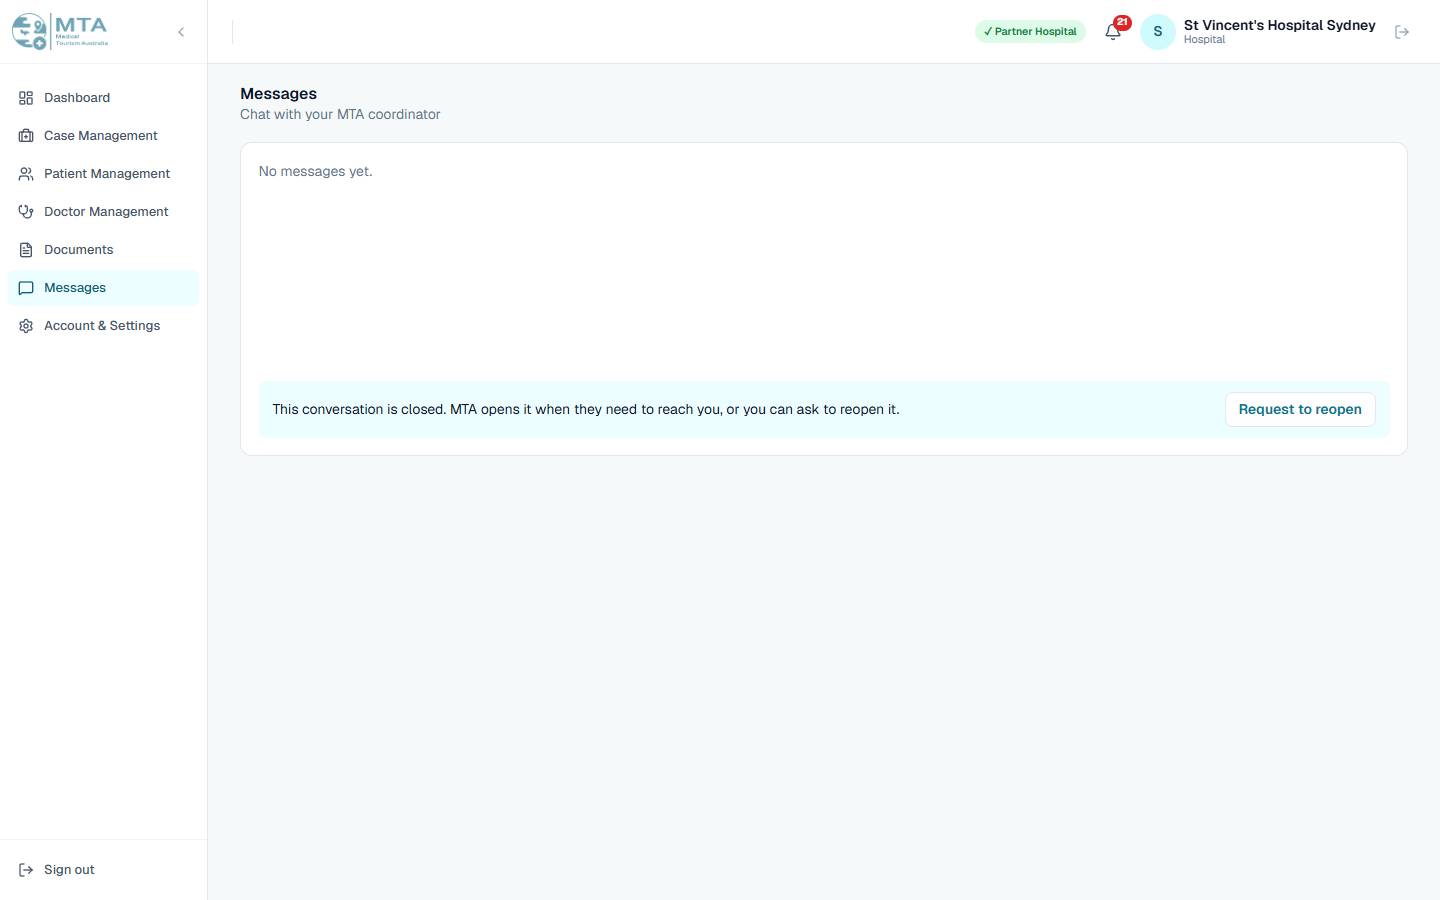 MTA
Medical
Tourism Australia
✓ Partner Hospital
21
S
St Vincent's Hospital Sydney
Hospital
Dashboard
Case Management
Patient Management
Doctor Management
Documents
Messages
Account & Settings
Sign out
Messages
Chat with your MTA coordinator
No messages yet.
This conversation is closed. MTA opens it when they need to reach you, or you can ask to reopen it.
Request to reopen